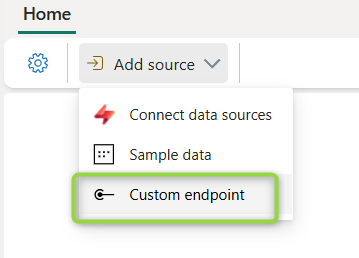 Home
Add source
Connect data sources
Sample data
Custom endpoint